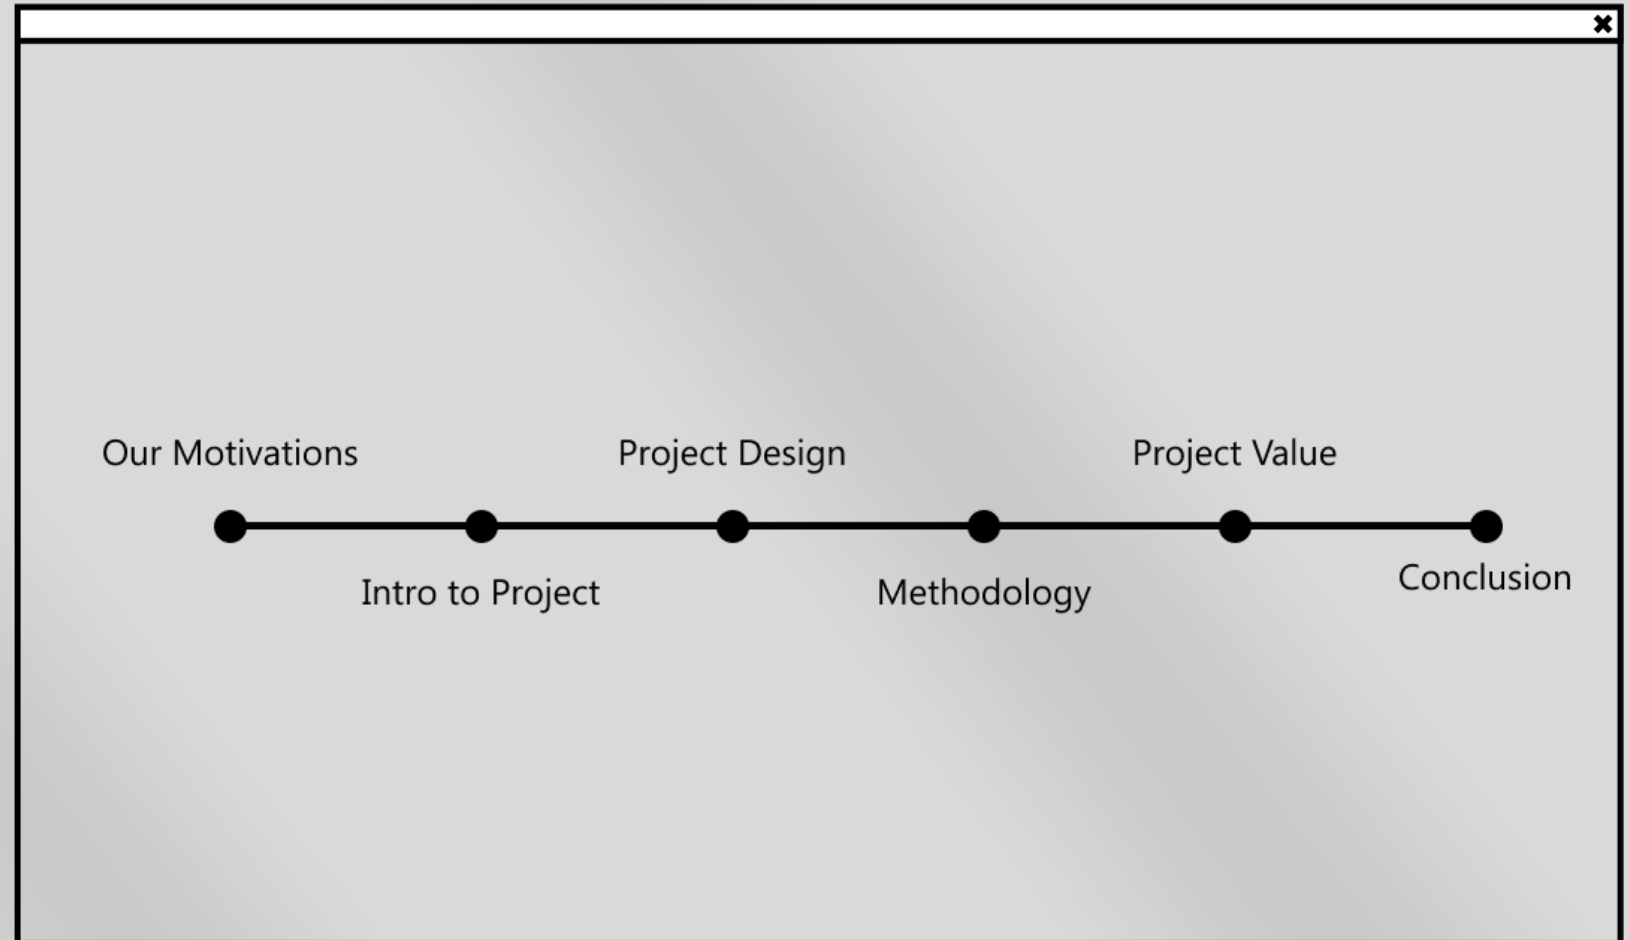 Our Motivations
Intro to Project
Project Design
Methodology
Project Value
Conclusion